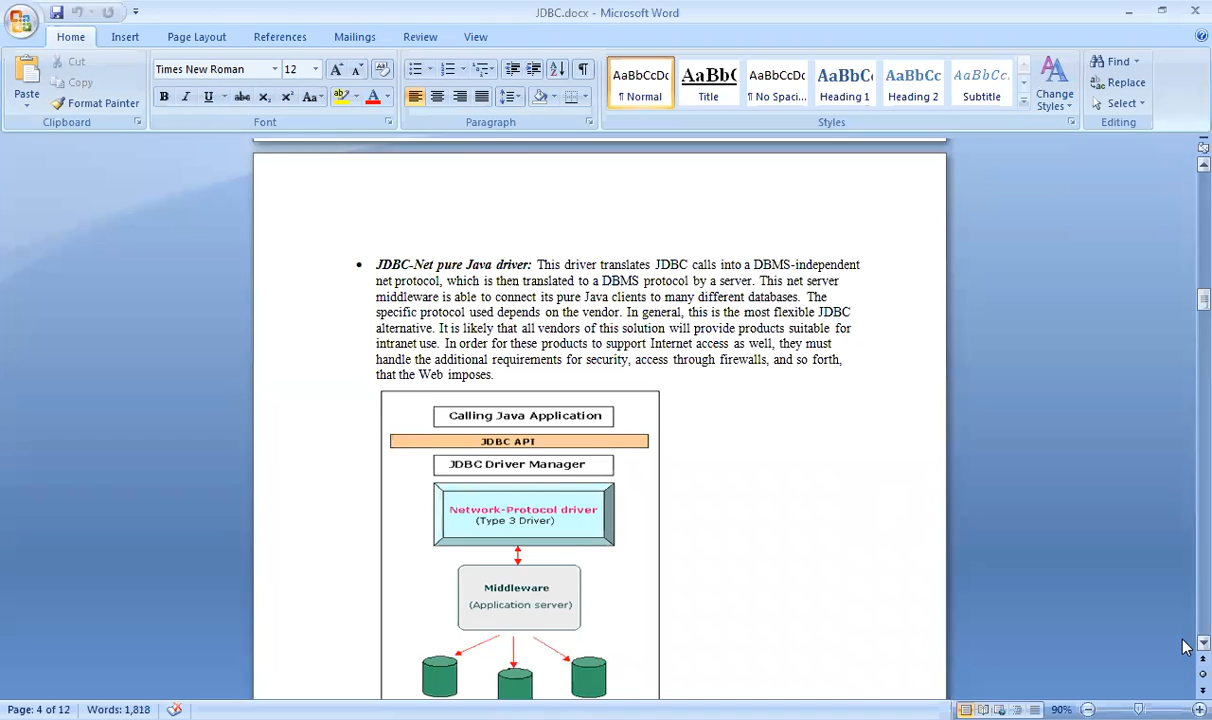 JDBC.docx - Microsoft Word
Home Insert Page Layout References Mailings Review View
Paste
Cut
Copy
Format Painter
Clipboard
Times New Roman 12
B I U abc X₂ X² Aa
Font
Paragraph
AaBbCcDc AaBbC AaBbCcDc AaBbC AaBbCc AaBbCc.
¶ Normal Title ¶ No Spaci... Heading 1 Heading 2 Subtitle
Change
Styles
Styles
Find
Replace
Select
Editing
• JDBC-Net pure Java driver: This driver translates JDBC calls into a DBMS-independent
net protocol, which is then translated to a DBMS protocol by a server. This net server
middleware is able to connect its pure Java clients to many different databases. The
specific protocol used depends on the vendor. In general, this is the most flexible JDBC
alternative. It is likely that all vendors of this solution will provide products suitable for
intranet use. In order for these products to support Internet access as well, they must
handle the additional requirements for security, access through firewalls, and so forth,
that the Web imposes.
Calling Java Application
JDBC API
JDBC Driver Manager
Network-Protocol driver
(Type 3 Driver)
Middleware
(Application server)
Page: 4 of 12 Words: 1,818 90%